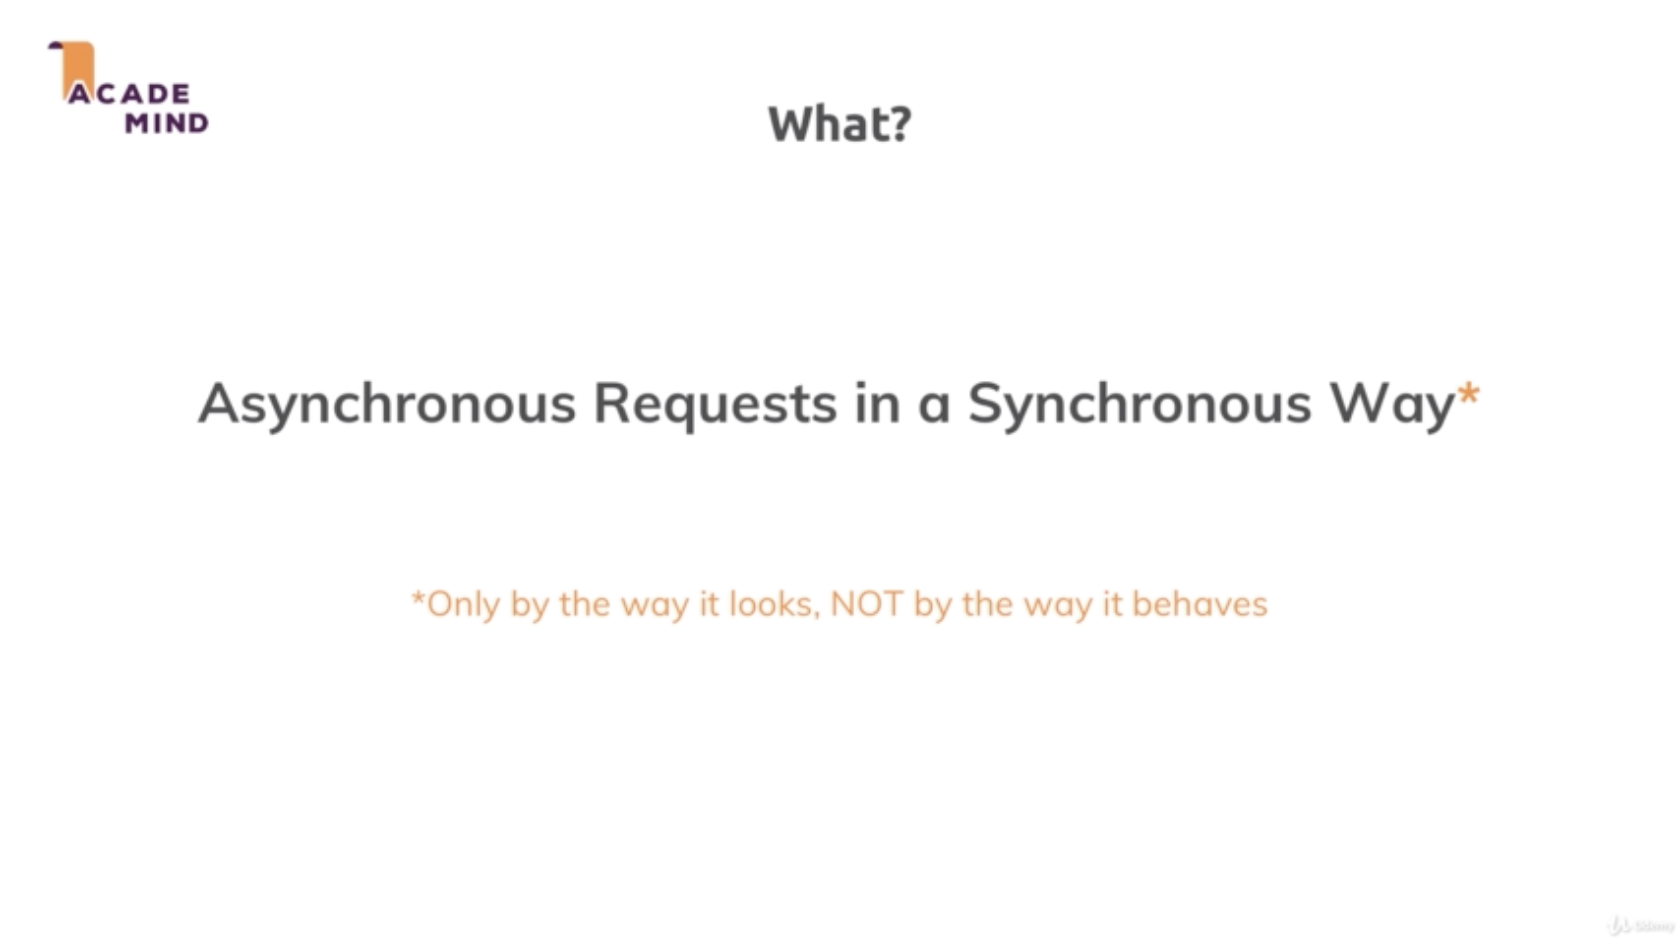 ACADE
MIND
What?
Asynchronous Requests in a Synchronous Way*
*Only by the way it looks, NOT by the way it behaves
Udemy